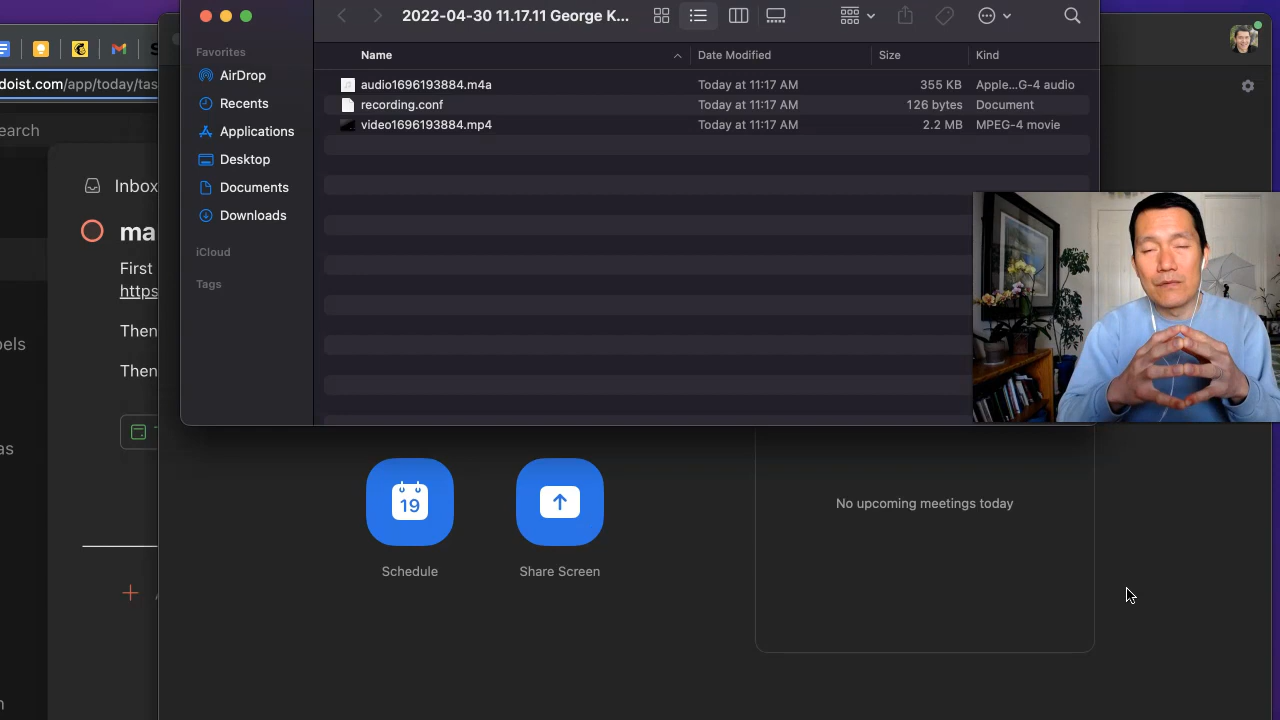 2022-04-30 11.17.11 George K...
Favorites
AirDrop
Recents
Applications
Desktop
Documents
Downloads
iCloud
Tags
Name Date Modified Size Kind
audio1696193884.m4a Today at 11:17 AM 355 KB Apple...G-4 audio
recording.conf Today at 11:17 AM 126 bytes Document
video1696193884.mp4 Today at 11:17 AM 2.2 MB MPEG-4 movie
doist.com/app/today/tas
earch
Inbox
ma
First
https
Then
Then
bels
as
19
Schedule
Share Screen
No upcoming meetings today